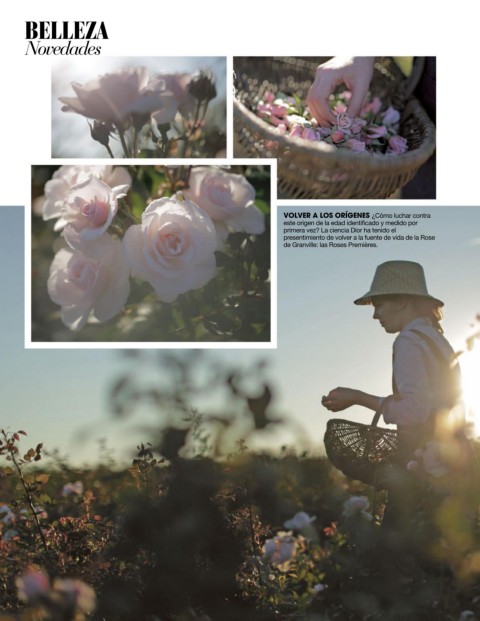 BELLEZA
Novedades
VOLVER A LOS ORÍGENES ¿Cómo luchar contra
este origen de la edad identificado y medido por
primera vez? La ciencia Dior ha tenido el
presentimiento de volver a la fuente de vida de la Rose
de Granville: las Roses Premières.